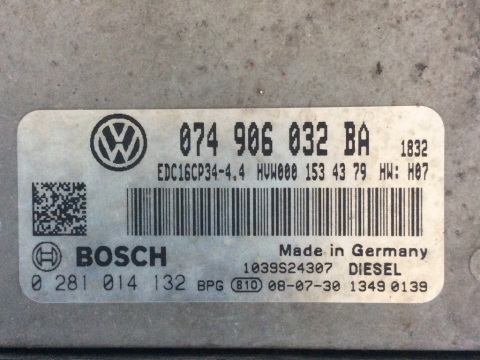 074 906 032 BA 1832
EDC16CP34-4.4 HVW000 153 43 79 HW: H07
BOSCH
Made in Germany
1039S24307 DIESEL
0 281 014 132 BPG 810 08-07-30 1349 0139